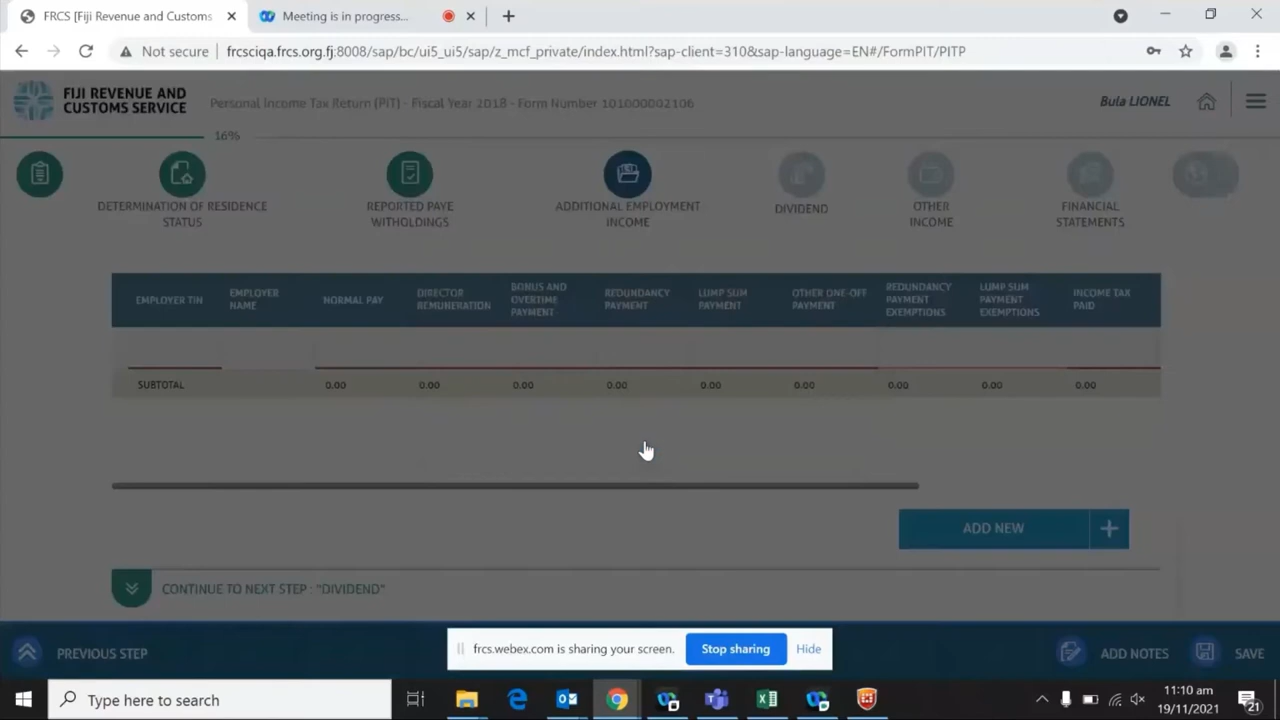 FRCS [Fiji Revenue and Customs
Meeting is in progress...
Not secure
frcsciqa.frcs.org.fj:8008/sap/bc/ui5_ui5/sap/z_mcf_private/index.html?sap-client=310&sap-language=EN#/FormPIT/PITP
FIJI REVENUE AND
CUSTOMS SERVICE
Personal Income Tax Return (PIT) - Fiscal Year 2018 - Form Number 101000002106
Bula LIONEL
16%
DETERMINATION OF RESIDENCE
STATUS
REPORTED PAYE
WITHOLDINGS
ADDITIONAL EMPLOYMENT
INCOME
DIVIDEND
OTHER
INCOME
FINANCIAL
STATEMENTS
EMPLOYER TIN
EMPLOYER
NAME
NORMAL PAY
DIRECTOR
REMUNERATION
BONUS AND
OVERTIME
PAYMENT
REDUNDANCY
PAYMENT
LUMP SUM
PAYMENT
OTHER ONE-OFF
PAYMENT
REDUNDANCY
PAYMENT
EXEMPTIONS
LUMP SUM
PAYMENT
EXEMPTIONS
INCOME TAX
PAID
SUBTOTAL 0.00 0.00 0.00 0.00 0.00 0.00 0.00 0.00 0.00
ADD NEW
CONTINUE TO NEXT STEP : "DIVIDEND"
PREVIOUS STEP
frcs.webex.com is sharing your screen.
Stop sharing
Hide
ADD NOTES
SAVE
Type here to search
11:10 am
19/11/2021
21